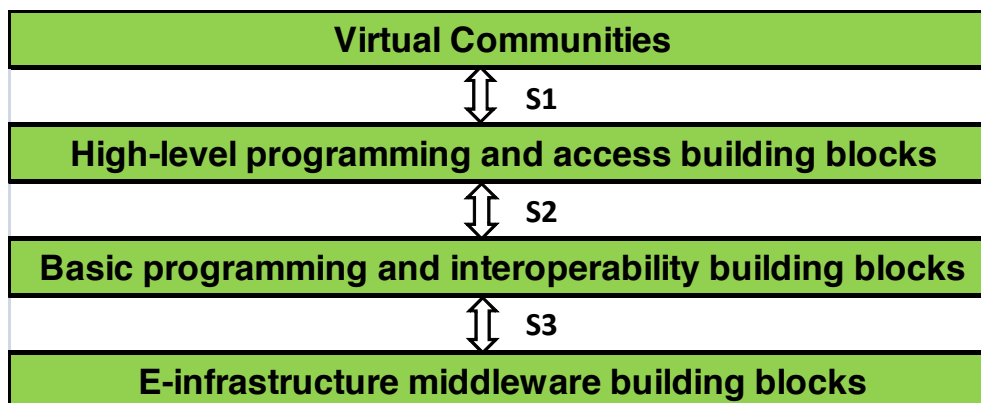 Virtual Communities
S1
High-level programming and access building blocks
S2
Basic programming and interoperability building blocks
S3
E-infrastructure middleware building blocks